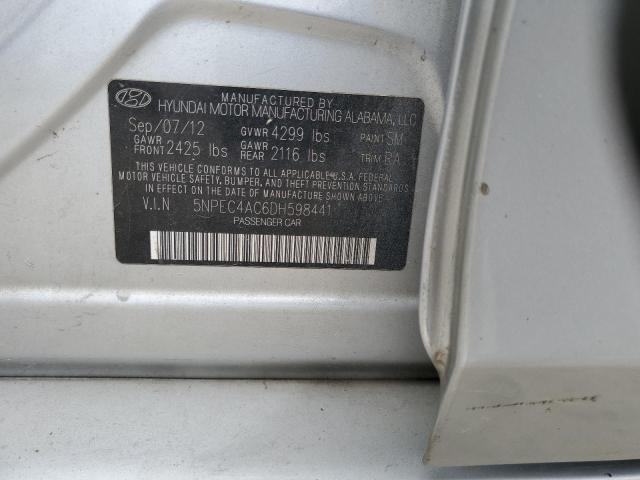 MANUFACTURED BY
HYUNDAI MOTOR MANUFACTURING ALABAMA, LLC
Sep/07/12 GVWR 4299 lbs PAINT SM
GAWR FRONT 2425 lbs GAWR REAR 2116 lbs TRIM RA
THIS VEHICLE CONFORMS TO ALL APPLICABLE U.S.A. FEDERAL
MOTOR VEHICLE SAFETY, BUMPER, AND THEFT PREVENTION STANDARDS
IN EFFECT ON THE DATE OF MANUFACTURE SHOWN ABOVE.
V.I.N 5NPEC4AC6DH598441
PASSENGER CAR